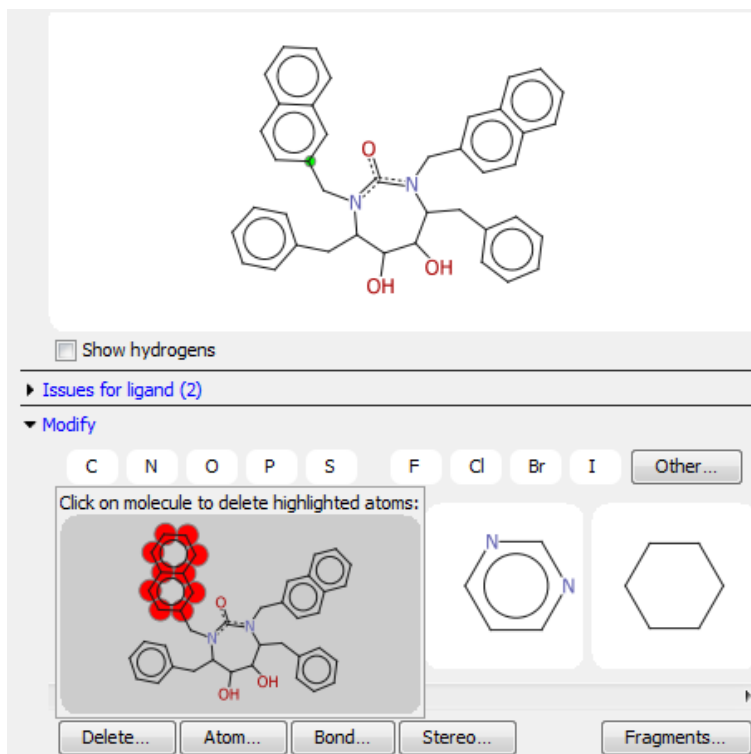 O
N
N
OH
OH
Show hydrogens
Issues for ligand (2)
Modify
C N O P S F Cl Br I Other...
Click on molecule to delete highlighted atoms:
O
N
N
OH
OH
N
N
Delete... Atom... Bond... Stereo... Fragments...